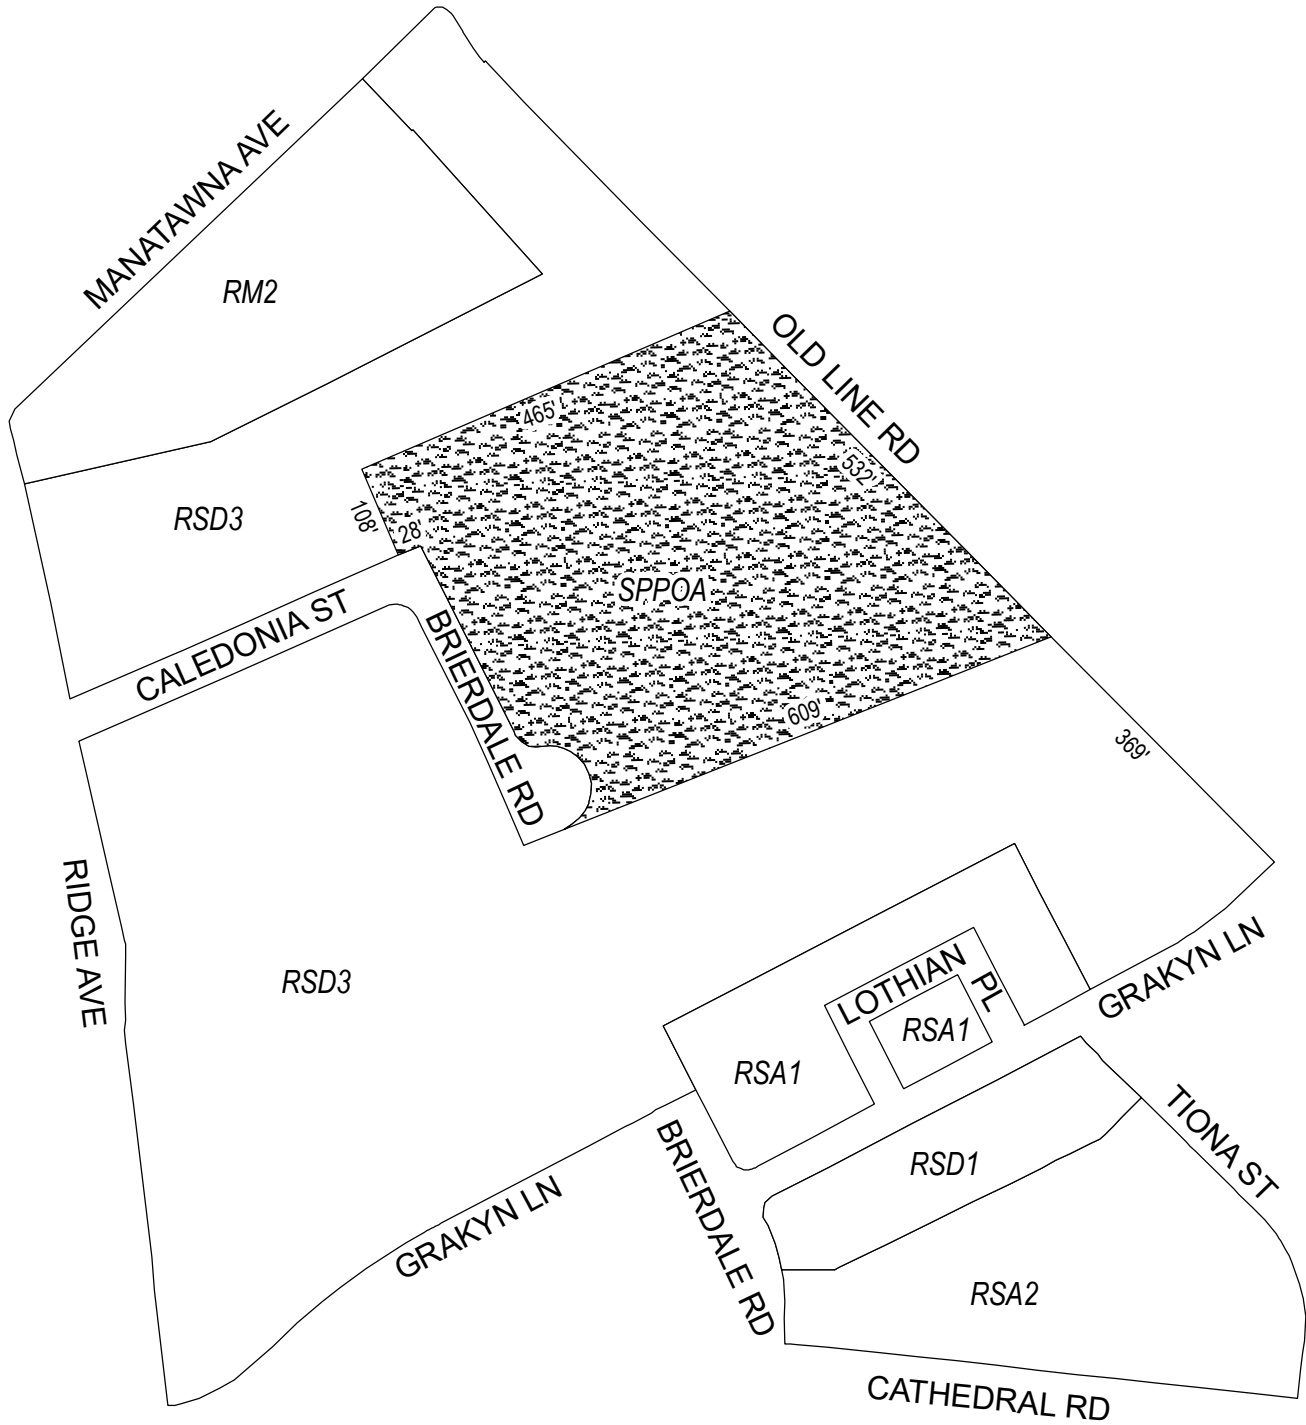 MANATAWNA AVE
RM2
OLD LINE RD
465'
532'
108'
28'
RSD3
SPPOA
CALEDONIA ST
BRIERDALE RD
609'
369'
RIDGE AVE
RSD3
LOTHIAN
PL
GRAKYN LN
RSA1
RSA1
TIONA ST
BRIERDALE RD
RSD1
GRAKYN LN
RSA2
CATHEDRAL RD